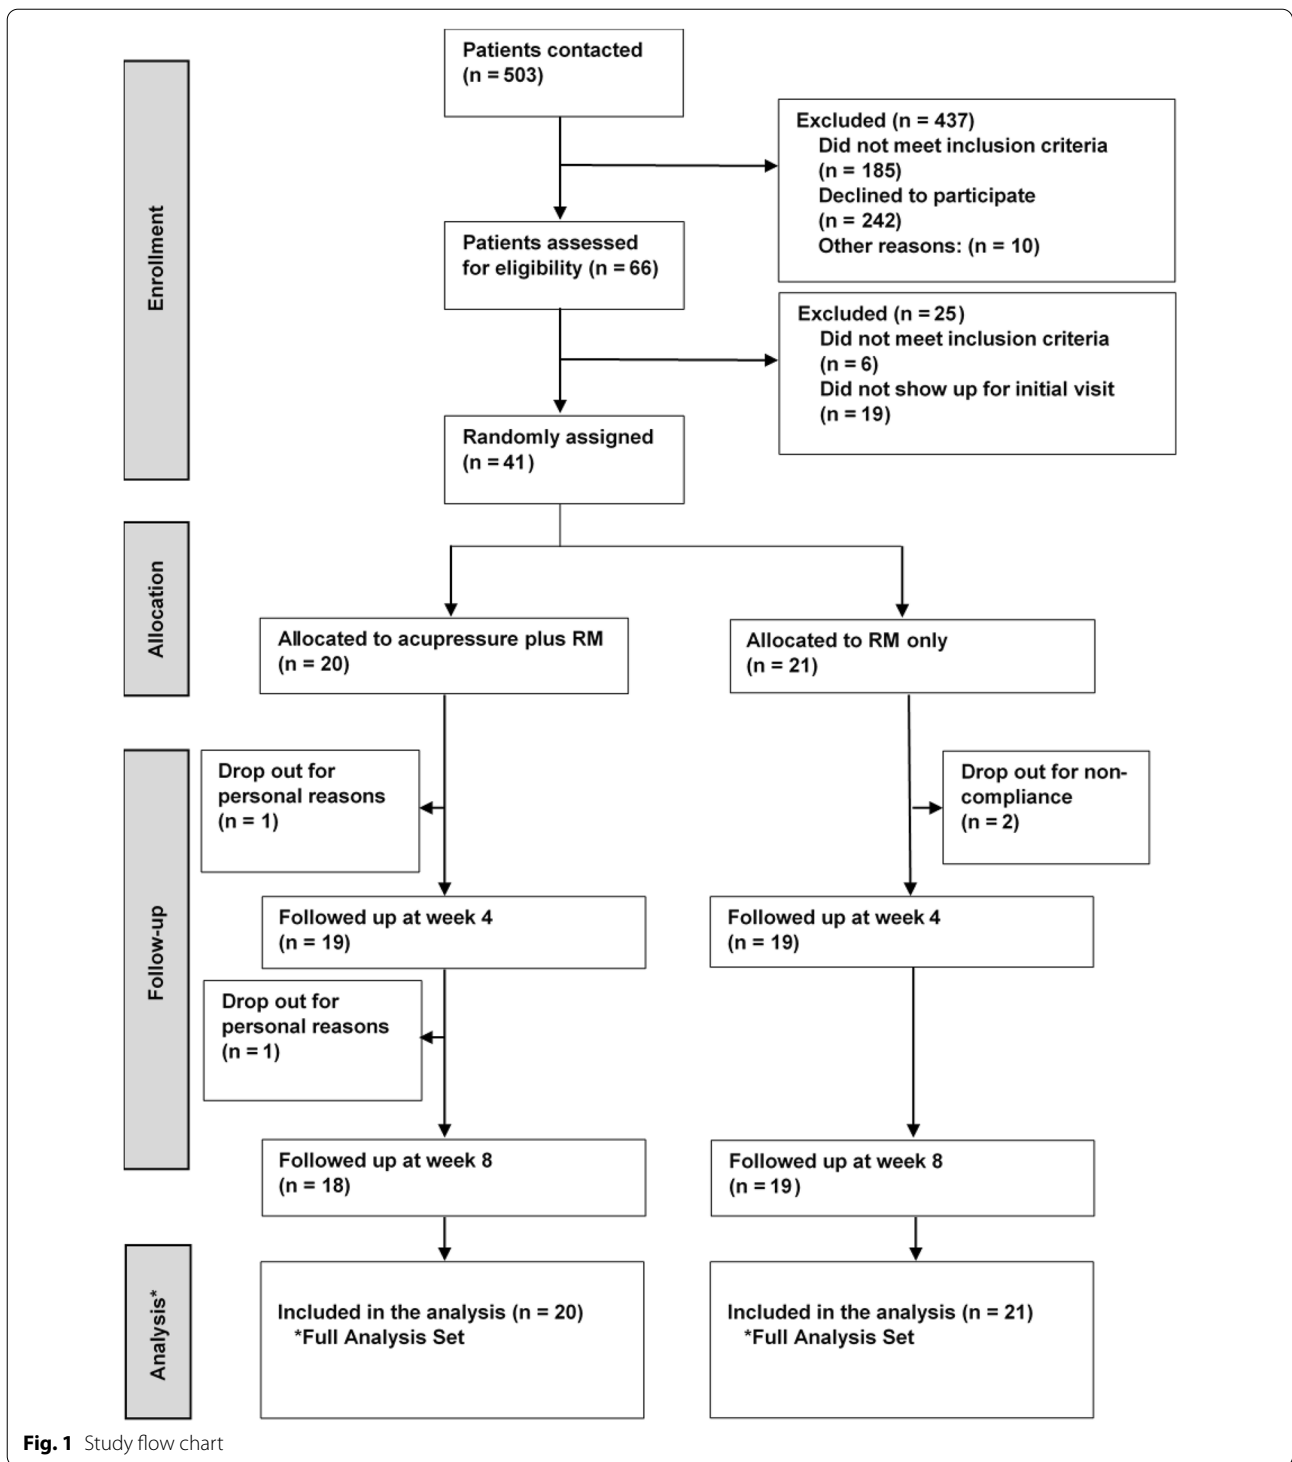 Enrollment
Patients contacted
(n = 503)
Excluded (n = 437)
Did not meet inclusion criteria
(n = 185)
Declined to participate
(n = 242)
Other reasons: (n = 10)
Patients assessed
for eligibility (n = 66)
Excluded (n = 25)
Did not meet inclusion criteria
(n = 6)
Did not show up for initial visit
(n = 19)
Randomly assigned
(n = 41)
Allocation
Allocated to acupressure plus RM
(n = 20)
Allocated to RM only
(n = 21)
Follow-up
Drop out for
personal reasons
(n = 1)
Drop out for non-
compliance
(n = 2)
Followed up at week 4
(n = 19)
Followed up at week 4
(n = 19)
Drop out for
personal reasons
(n = 1)
Followed up at week 8
(n = 18)
Followed up at week 8
(n = 19)
Analysis*
Included in the analysis (n = 20)
*Full Analysis Set
Included in the analysis (n = 21)
*Full Analysis Set
Fig. 1 Study flow chart